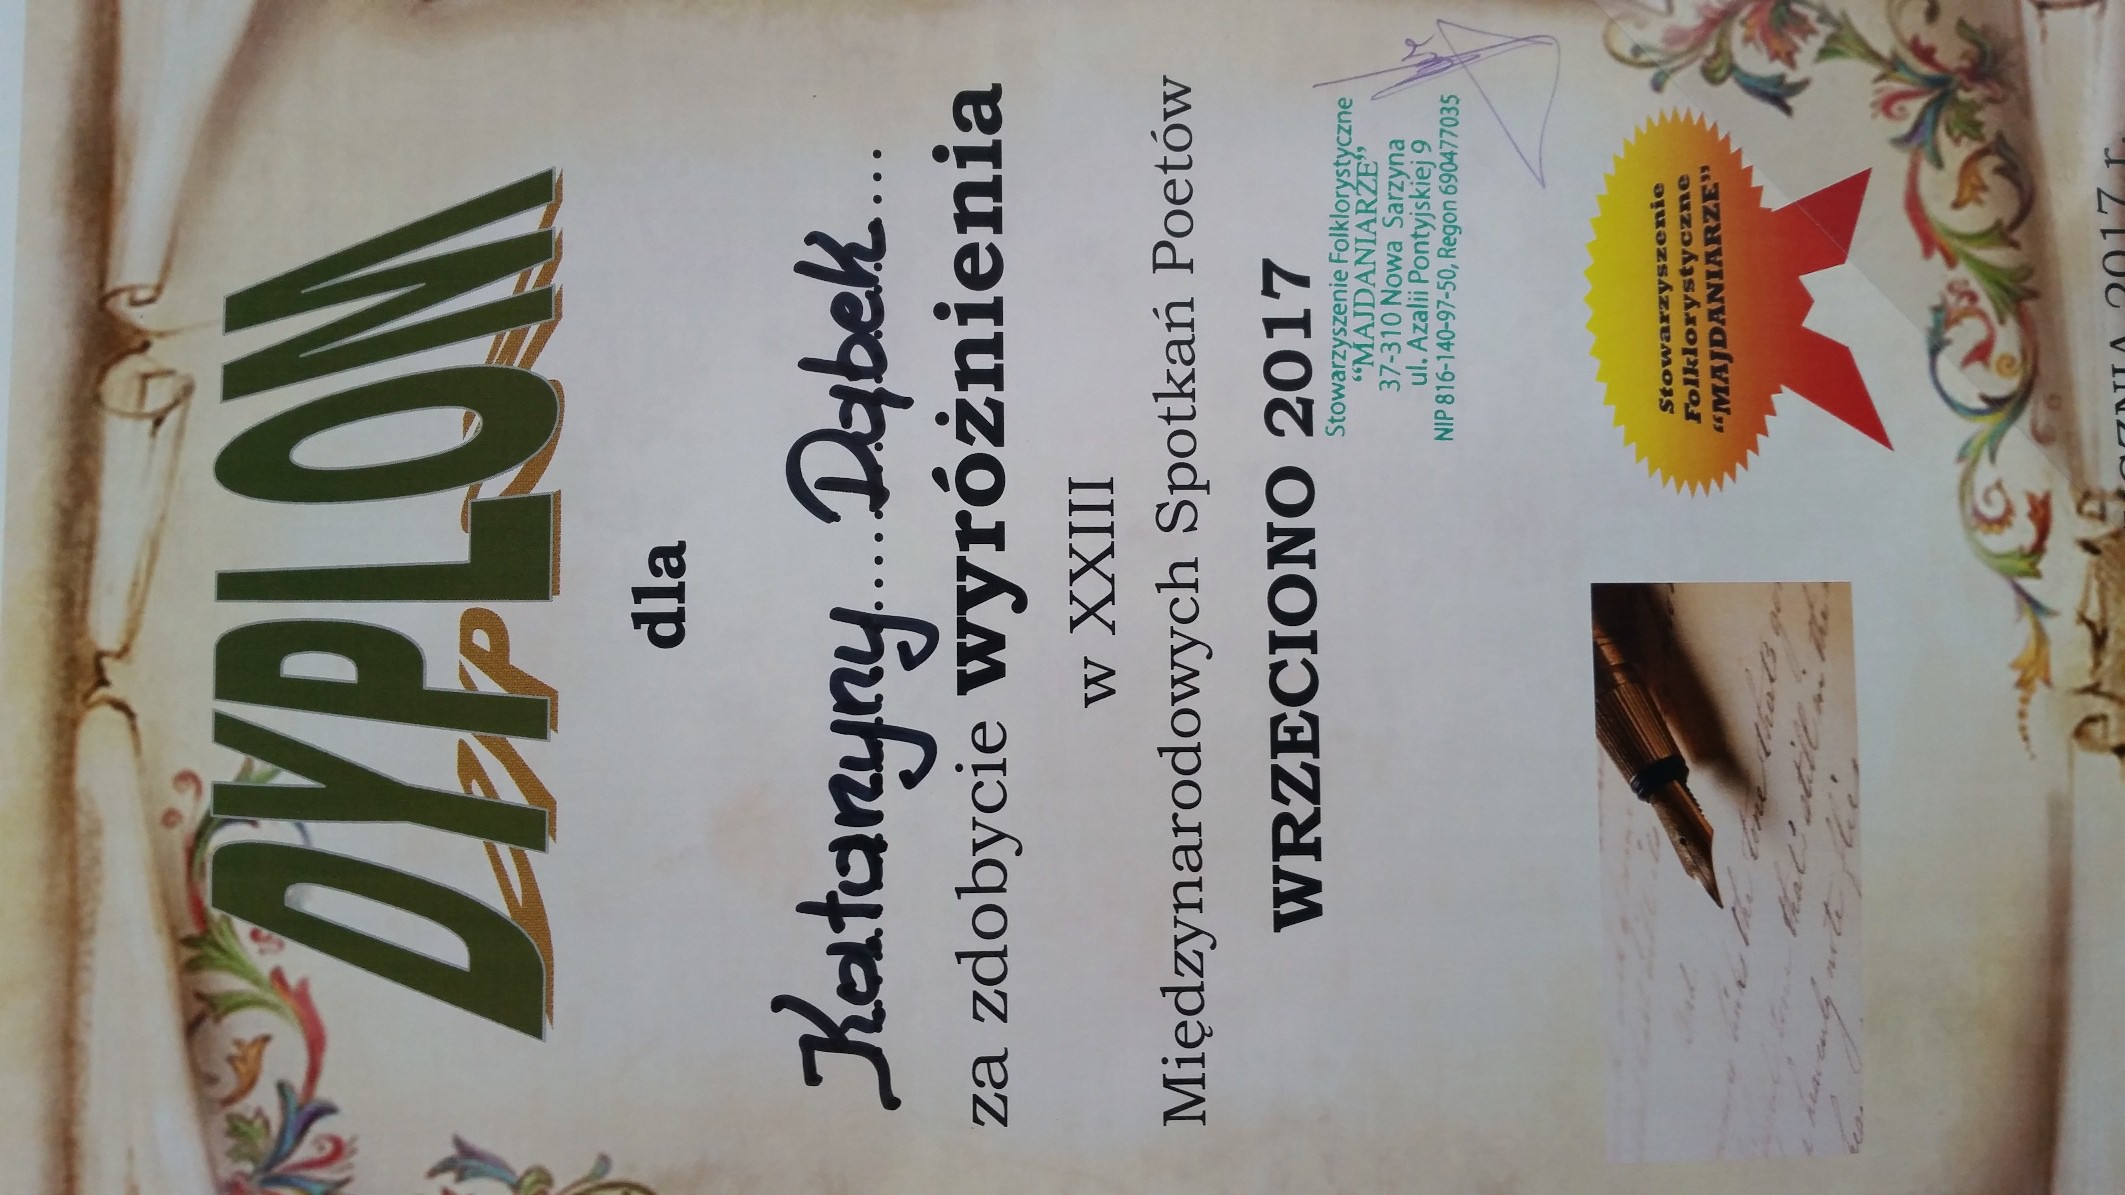 DYPLOM
dla
Katarzyny.....Dąbek...
za zdobycie wyróżnienia
w XXIII
Międzynarodowych Spotkań Poetów
WRZECIONO 2017
Stowarzyszenie Folklorystyczne
“MAJDANIARZE”
37-310 Nowa Sarzyna
ul. Azalii Pontyjskiej 9
NIP 816-140-97-50, Regon 690477035
Stowarzyszenie
Folklorystyczne
“MAJDANIARZE”
2017 r.